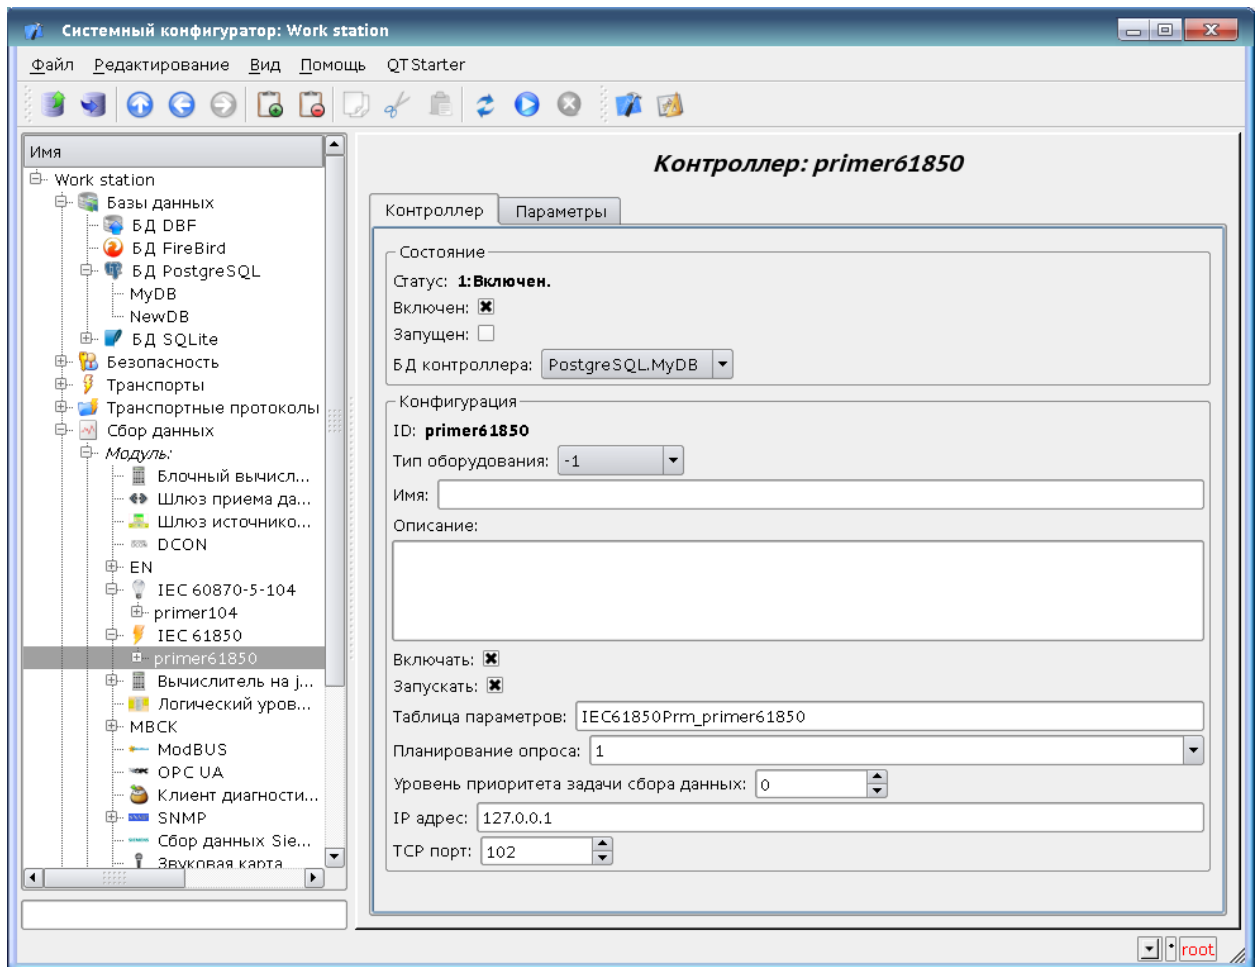 Системный конфигуратор: Work station
Файл Редактирование Вид Помощь QTStarter
Имя
Work station
Базы данных
БД DBF
БД FireBird
БД PostgreSQL
MyDB
NewDB
БД SQLite
Безопасность
Транспорты
Транспортные протоколы
Сбор данных
Модуль:
Блочный вычисл...
Шлюз приема да...
Шлюз источнико...
DCON
EN
IEC 60870-5-104
primer104
IEC 61850
primer61850
Вычислитель на j...
Логический уров...
МВСК
ModBUS
OPC UA
Клиент диагности...
SNMP
Сбор данных Sie...
Звуковая карта
Контроллер: primer61850
Контроллер Параметры
Состояние
Статус: 1:Включен.
Включен:
Запущен:
БД контроллера: PostgreSQL.MyDB
Конфигурация
ID: primer61850
Тип оборудования: -1
Имя:
Описание:
Включать:
Запускать:
Таблица параметров: IEC61850Prm_primer61850
Планирование опроса: 1
Уровень приоритета задачи сбора данных: 0
IP адрес: 127.0.0.1
TCP порт: 102
root